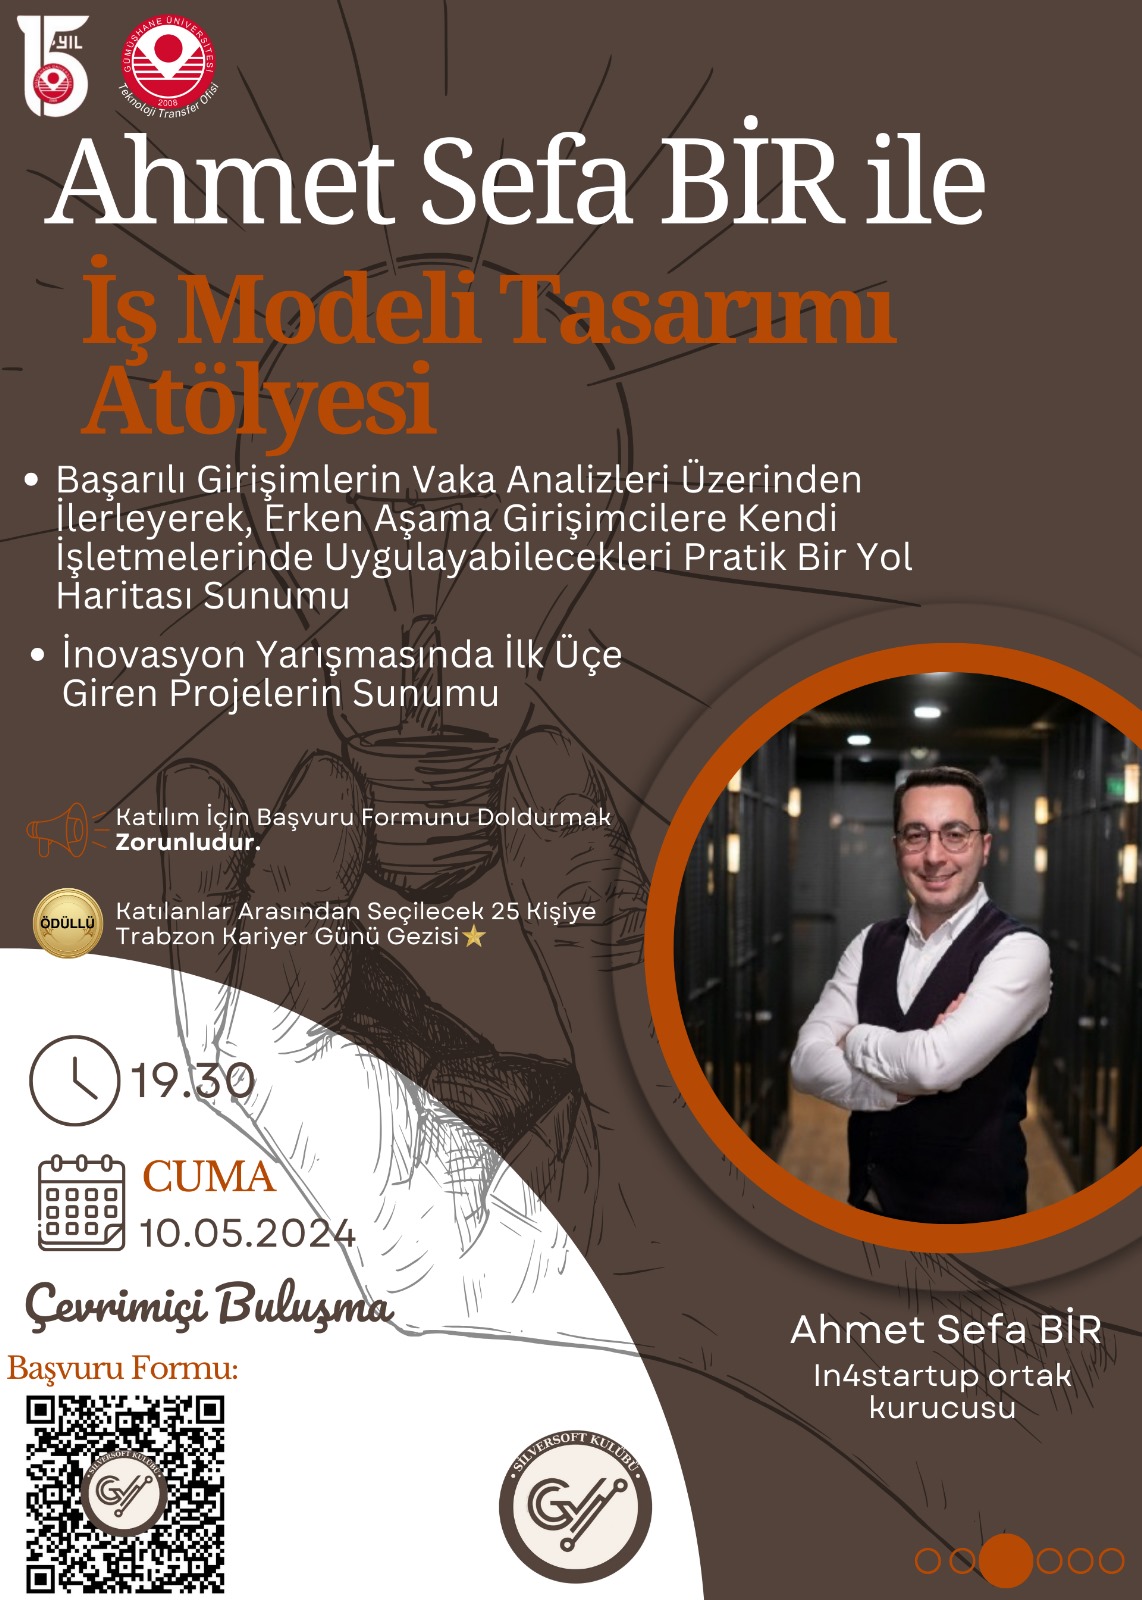 15.YIL
GÜMÜŞHANE ÜNİVERSİTESİ
2008
Teknoloji Transfer Ofisi
Ahmet Sefa BİR ile
İş Modeli Tasarımı
Atölyesi
• Başarılı Girişimlerin Vaka Analizleri Üzerinden
İlerleyerek, Erken Aşama Girişimcilere Kendi
İşletmelerinde Uygulayabilecekleri Pratik Bir Yol
Haritası Sunumu
• İnovasyon Yarışmasında İlk Üçe
Giren Projelerin Sunumu
Katılım İçin Başvuru Formunu Doldurmak
Zorunludur.
ÖDÜLLÜ
Katılanlar Arasından Seçilecek 25 Kişiye
Trabzon Kariyer Günü Gezisi
19.30
CUMA
10.05.2024
Çevrimiçi Buluşma
Başvuru Formu:
• SILVERSOFT KULÜBÜ •
Ahmet Sefa BİR
In4startup ortak
kurucusu
• SILVERSOFT KULÜBÜ •